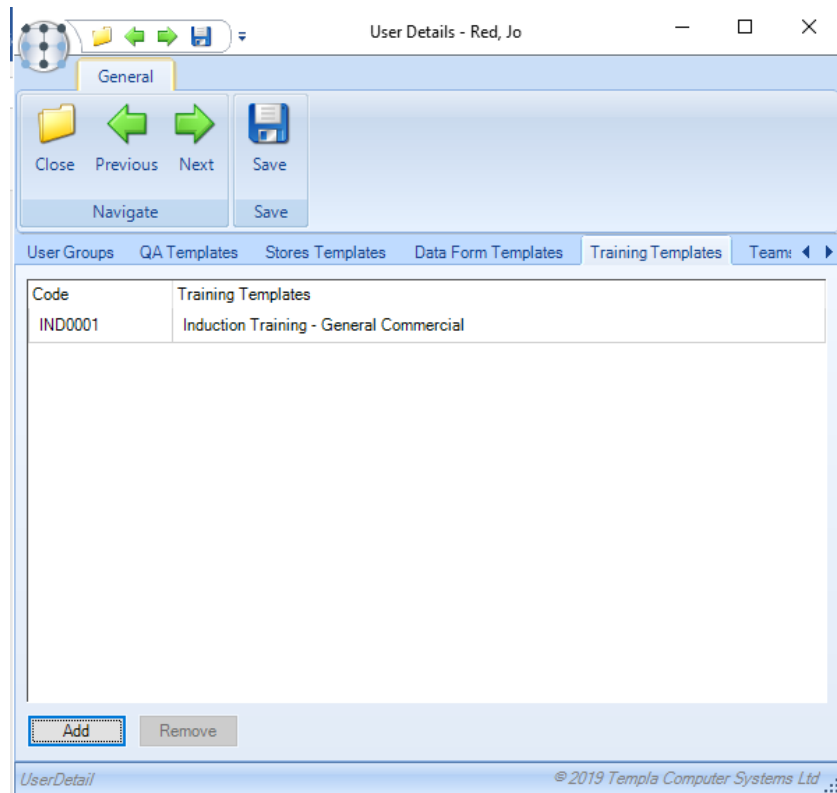 User Details - Red, Jo
General
Close Previous Next Save
Navigate Save
User Groups QA Templates Stores Templates Data Form Templates Training Templates Team
Code Training Templates
IND0001 Induction Training - General Commercial
Add Remove
UserDetail © 2019 Templa Computer Systems Ltd